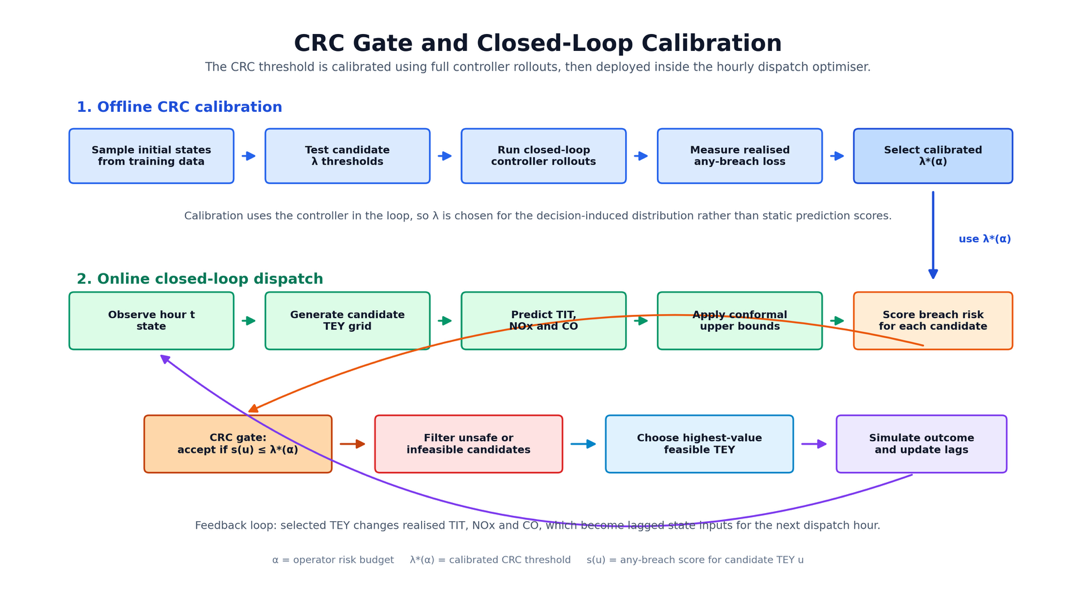 CRC Gate and Closed-Loop Calibration
The CRC threshold is calibrated using full controller rollouts, then deployed inside the hourly dispatch optimiser.
1. Offline CRC calibration
Sample initial states
from training data
Test candidate
λ thresholds
Run closed-loop
controller rollouts
Measure realised
any-breach loss
Select calibrated
λ*(α)
Calibration uses the controller in the loop, so λ is chosen for the decision-induced distribution rather than static prediction scores.
use λ*(α)
2. Online closed-loop dispatch
Observe hour t
state
Generate candidate
TEY grid
Predict TIT,
NOx and CO
Apply conformal
upper bounds
Score breach risk
for each candidate
CRC gate:
accept if s(u) ≤ λ*(α)
Filter unsafe or
infeasible candidates
Choose highest-value
feasible TEY
Simulate outcome
and update lags
Feedback loop: selected TEY changes realised TIT, NOx and CO, which become lagged state inputs for the next dispatch hour.
α = operator risk budget λ*(α) = calibrated CRC threshold s(u) = any-breach score for candidate TEY u